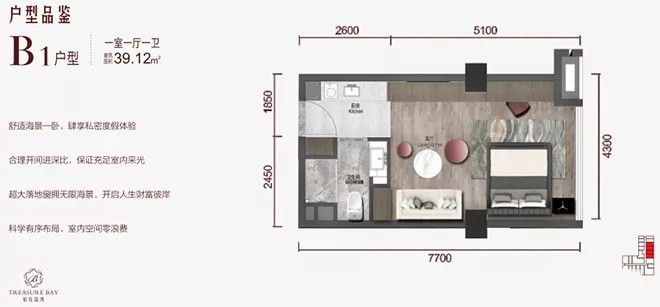 户型品鉴
B1户型
一室一厅一卫
建筑面积39.12m²
舒适海景一卧，肆享私密度假体验
合理开间进深比，保证充足室内采光
超大落地窗拥无限海景，开启人生财富彼岸
科学有序布局，室内空间零浪费
TREASURE BAY
2600
5100
1850
2450
4300
7700
厨房
Kitchen
客厅
卫生间